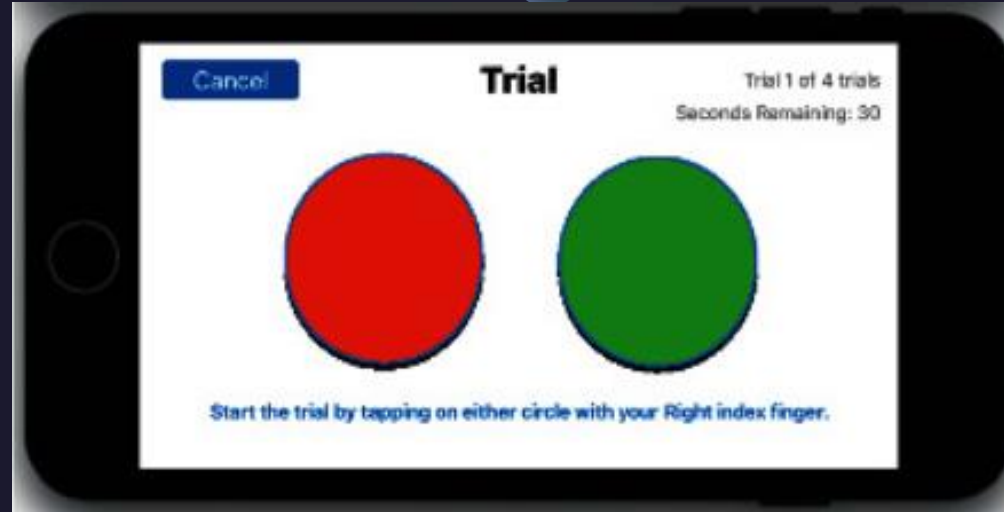 Cancel
Trial
Trial 1 of 4 trials
Seconds Remaining: 30
Start the trial by tapping on either circle with your Right index finger.